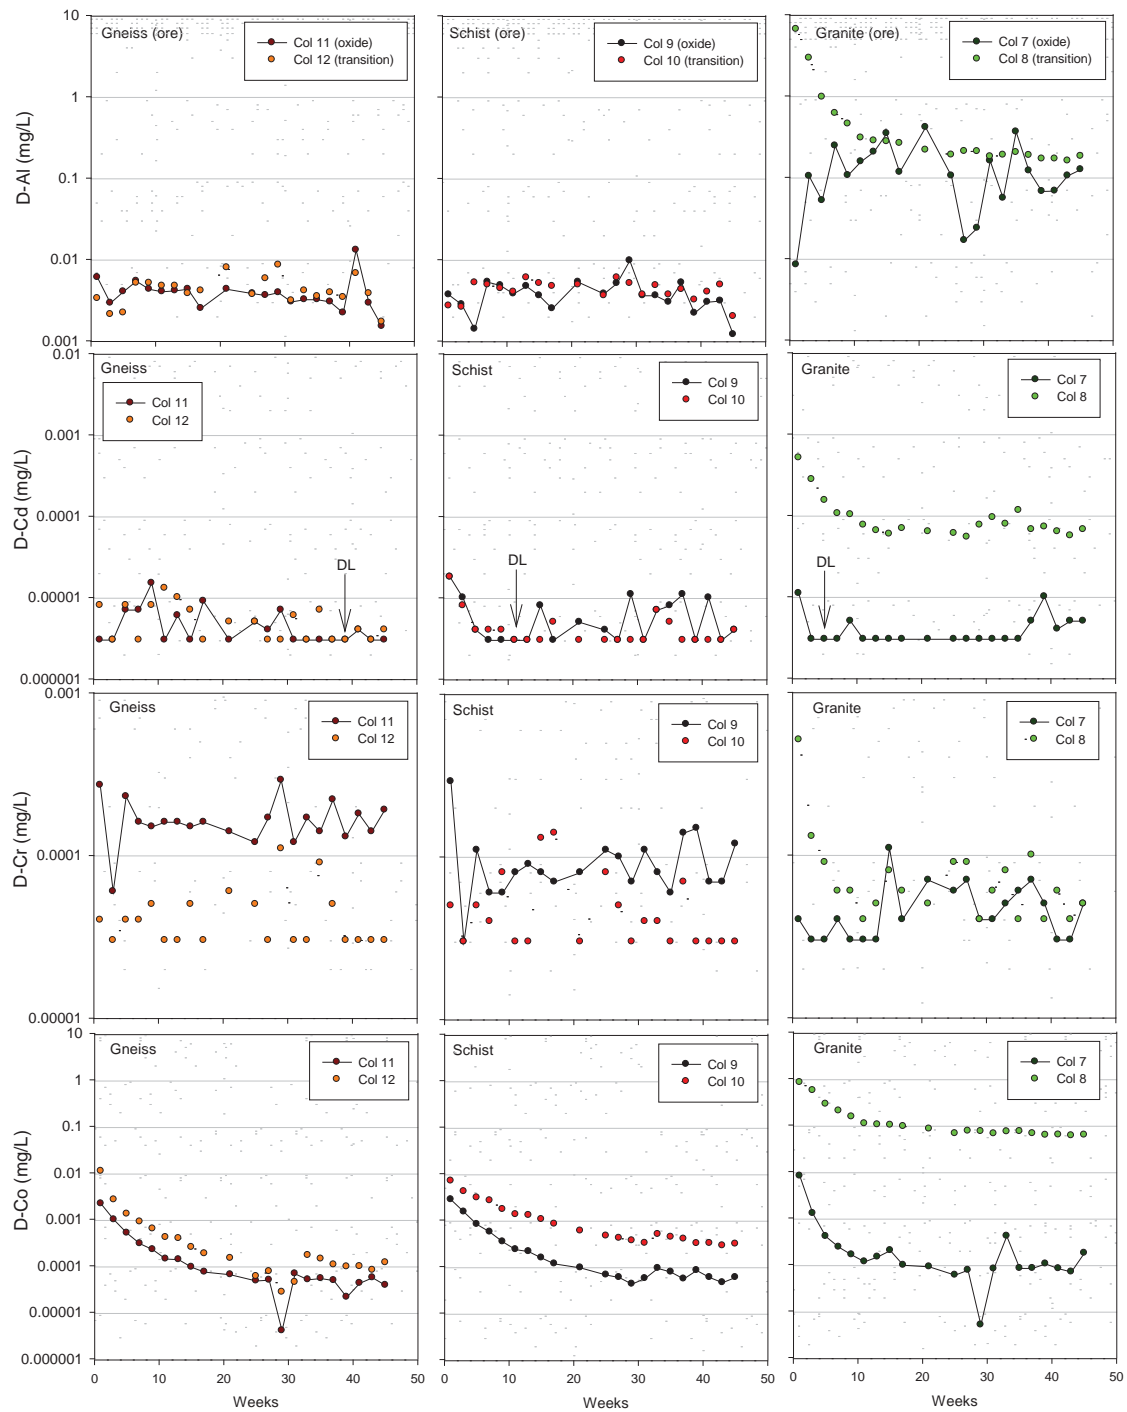 Gneiss (ore)
Col 11 (oxide)
Col 12 (transition)
Schist (ore)
Col 9 (oxide)
Col 10 (transition)
Granite (ore)
Col 7 (oxide)
Col 8 (transition)
D-Al (mg/L)
10
1
0.1
0.01
0.001
Gneiss
Col 11
Col 12
DL
Schist
Col 9
Col 10
DL
Granite
Col 7
Col 8
DL
D-Cd (mg/L)
0.01
0.001
0.0001
0.00001
0.000001
Gneiss
Col 11
Col 12
Schist
Col 9
Col 10
Granite
Col 7
Col 8
D-Cr (mg/L)
0.001
0.0001
0.00001
Gneiss
Col 11
Col 12
Schist
Col 9
Col 10
Granite
Col 7
Col 8
D-Co (mg/L)
10
1
0.1
0.01
0.001
0.0001
0.00001
0.000001
0 10 20 30 40 50
0 10 20 30 40 50
0 10 20 30 40 50
Weeks
Weeks
Weeks